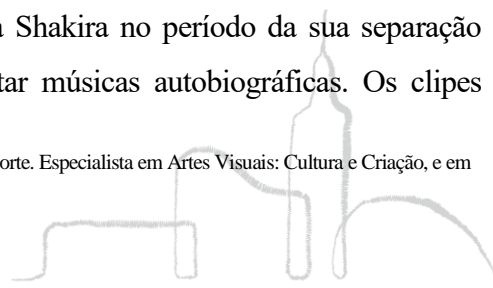 a Shakira no período da sua separação
tar músicas autobiográficas. Os clipes
orte. Especialista em Artes Visuais: Cultura e Criação, e em